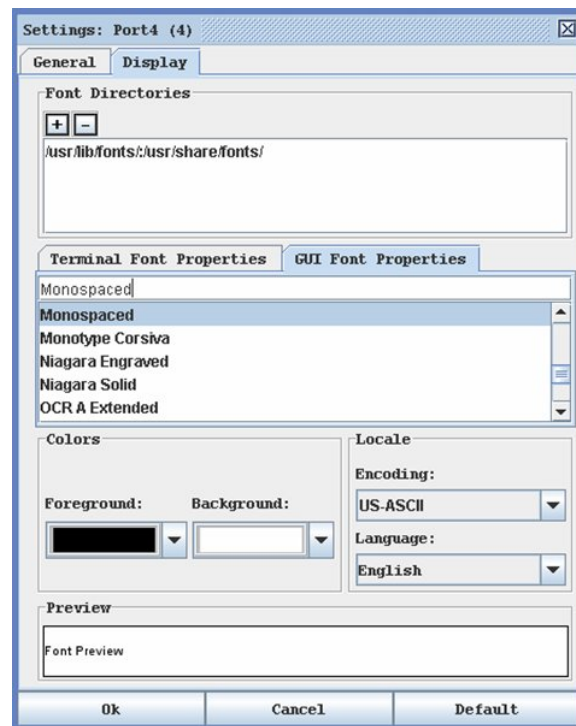 Settings: Port4 (4)
General Display
Font Directories
+ -
/usr/lib/fonts/:/usr/share/fonts/
Terminal Font Properties GUI Font Properties
Monospaced
Monospaced
Monotype Corsiva
Niagara Engraved
Niagara Solid
OCR A Extended
Colors
Foreground: Background:
Locale
Encoding:
US-ASCII
Language:
English
Preview
Font Preview
Ok Cancel Default